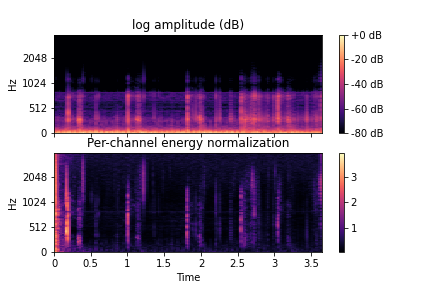 log amplitude (dB)
Hz
2048
1024
512
0
+0 dB
-20 dB
-40 dB
-60 dB
-80 dB
Per-channel energy normalization
Hz
2048
1024
512
0
3
2
1
0
0.5
1
1.5
2
2.5
3
3.5
Time